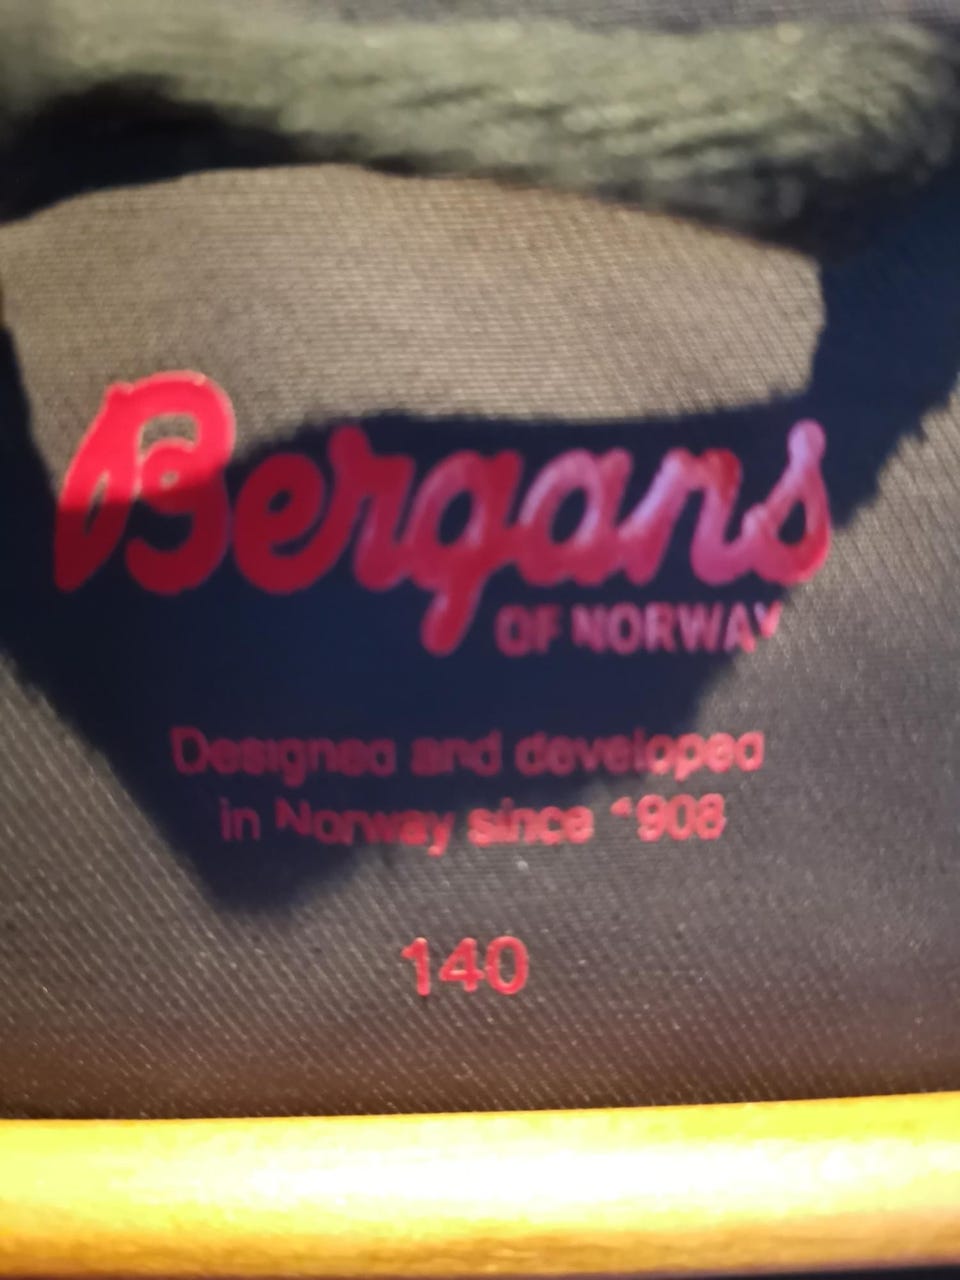 Bergans
OF NORWAY
Designed and developed
in Norway since 1908
140